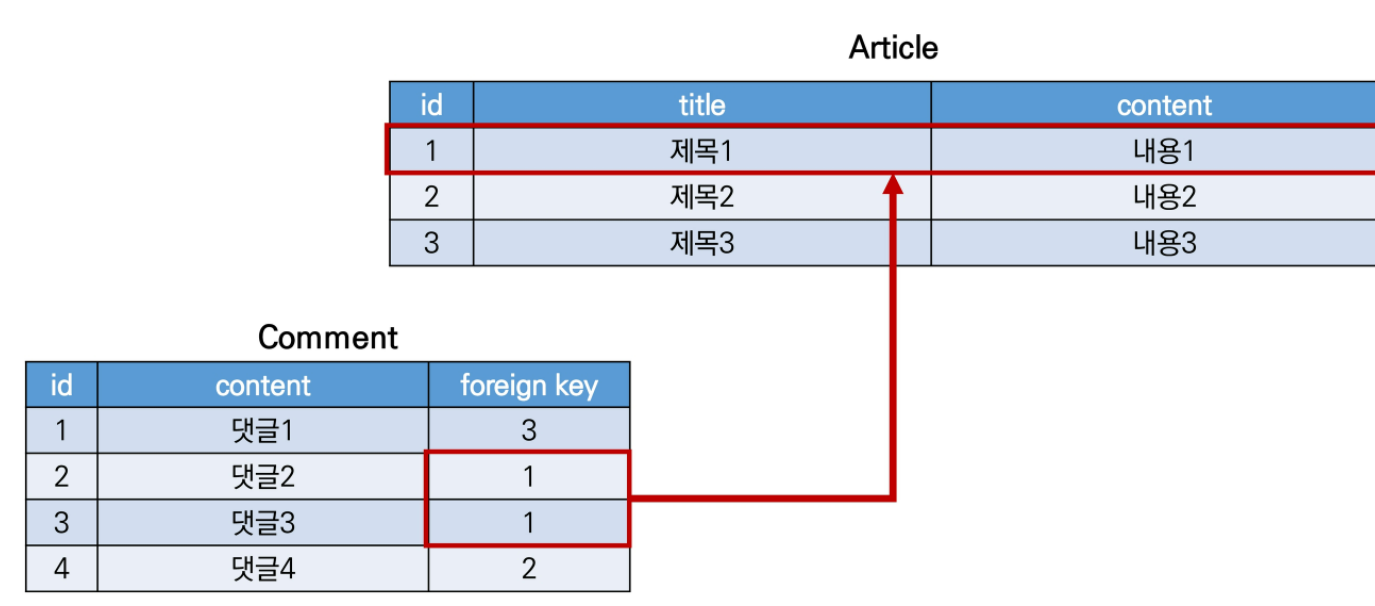 Article
id title content
1 제목1 내용1
2 제목2 내용2
3 제목3 내용3
Comment
id content foreign key
1 댓글1 3
2 댓글2 1
3 댓글3 1
4 댓글4 2